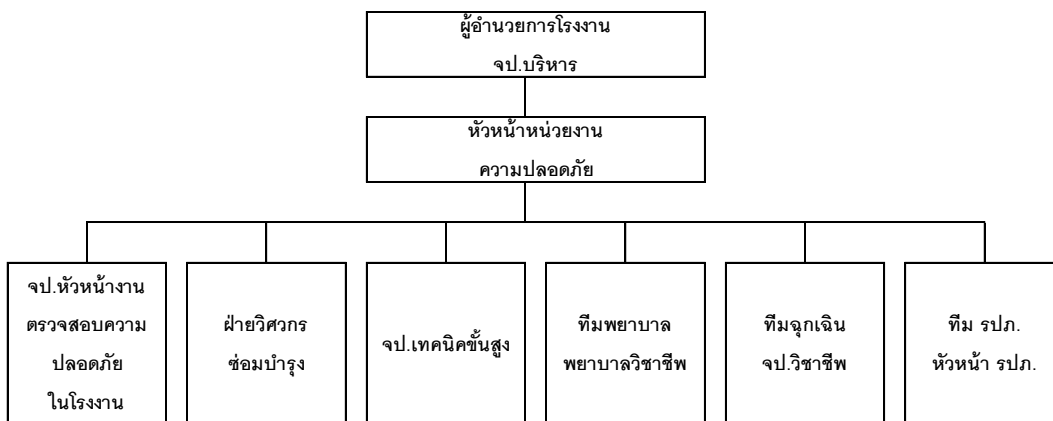 ผู้อำนวยการโรงงาน
จป.บริหาร
หัวหน้าหน่วยงาน
ความปลอดภัย
จป.หัวหน้างาน
ตรวจสอบความ
ปลอดภัย
ในโรงงาน
ฝ่ายวิศวกร
ซ่อมบำรุง
จป.เทคนิคขั้นสูง
ทีมพยาบาล
พยาบาลวิชาชีพ
ทีมฉุกเฉิน
จป.วิชาชีพ
ทีม รปภ.
หัวหน้า รปภ.